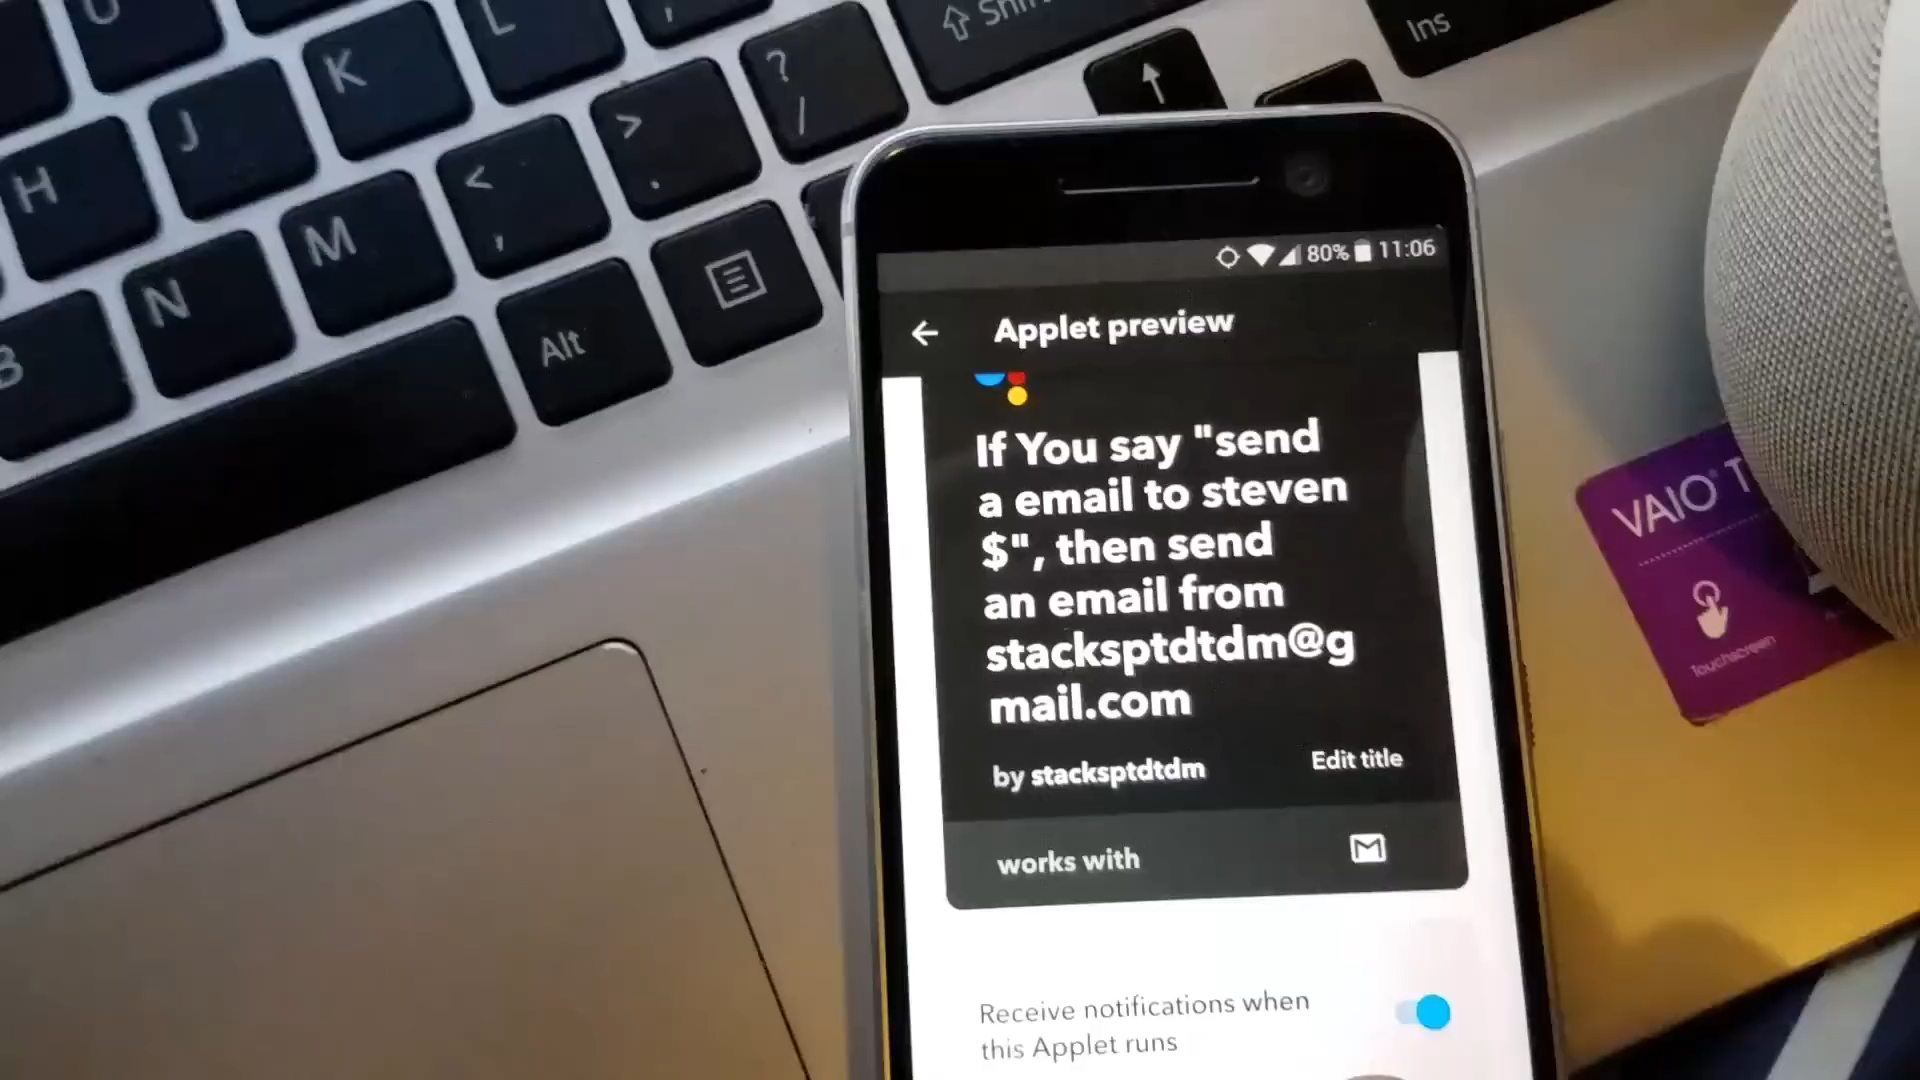 L
Ins
K
?
/
J
>
.
H
<
,
M
N
Alt
80% 11:06
Applet preview
If You say "send
a email to steven
$", then send
an email from
stacksptdtdm@g
mail.com
by stacksptdtdm
Edit title
works with
Receive notifications when
this Applet runs
VAIO® T
Touchscreen